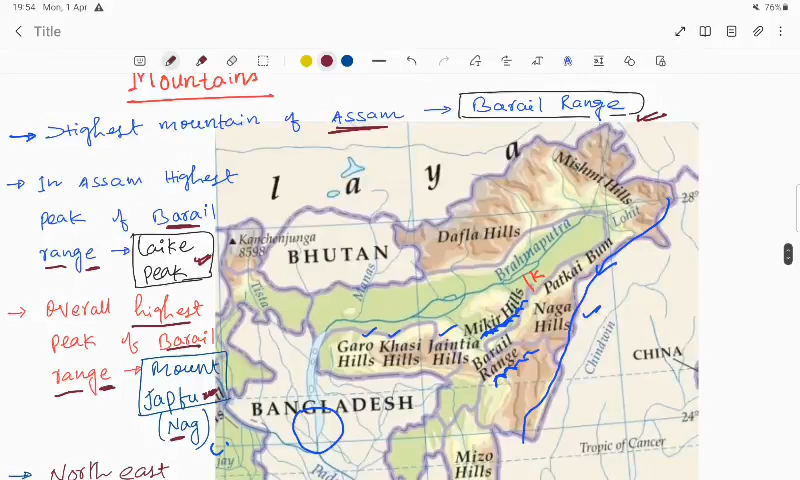 19:54 Mon, 1 Apr
76%
Title
Mountains
→ Highest mountain of Assam → Barail Range
→ In Assam Highest
peak of Barail
range → Laike
Peak
→ Overall highest
peak of Barail
range → Mount
Japfu
(Nag)
→ North east
l a y a
Mishmi Hills
28°
Kanchenjunga
8598
BHUTAN
Dafla Hills
Lohit
Brahmaputra
Manas
Tista
1K
Patkai Bum
Mikir Hills
Naga
Hills
Garo Khasi Jaintia
Hills Hills Hills
Barail
Range
Chindwin
CHINA
BANGLADESH
24°
Mizo
Hills
Tropic of Cancer
jay
Pad